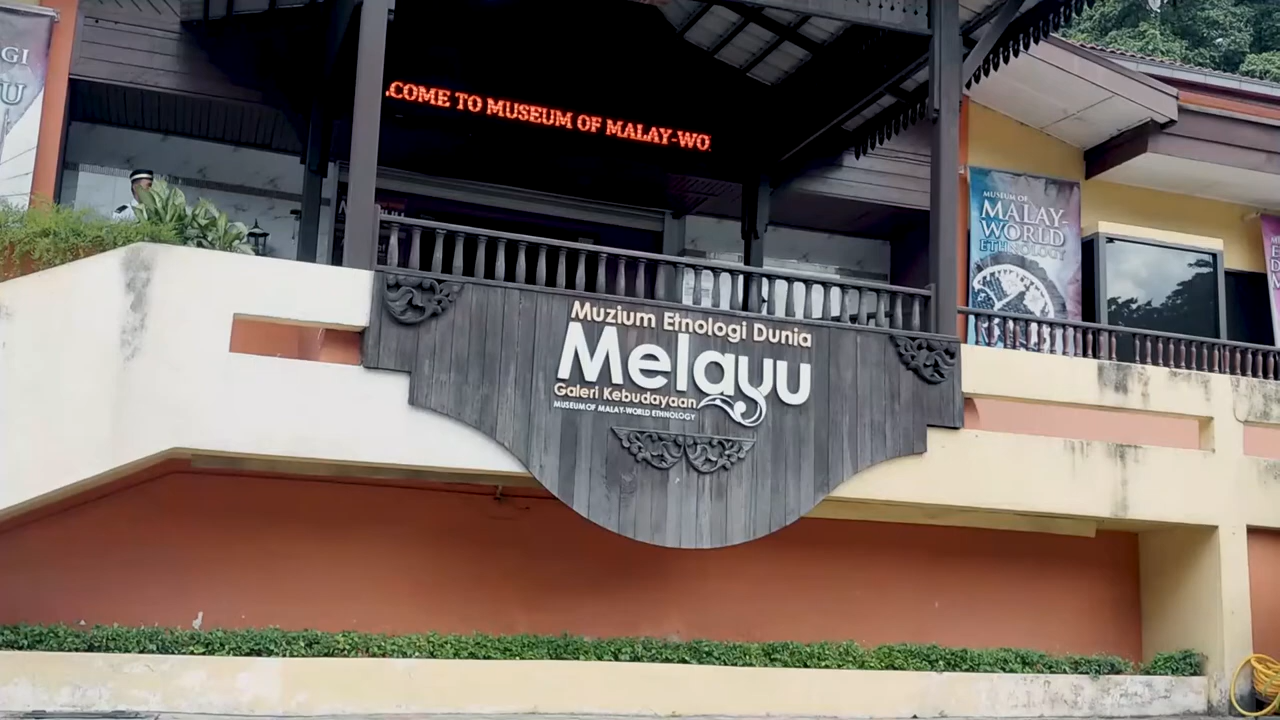 GI
U
.COME TO MUSEUM OF MALAY-WO
Muzium Etnologi Dunia
Melayu
Galeri Kebudayaan
MUSEUM OF MALAY-WORLD ETHNOLOGY
MUSEUM OF
MALAY-
WORLD
ETHNOLOGY